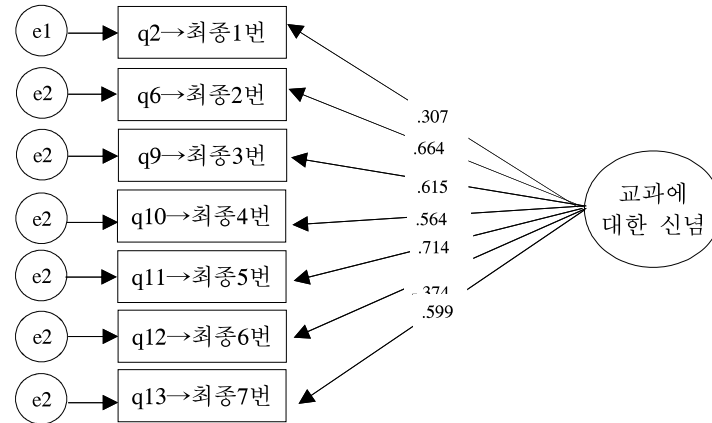 e1
q2→최종1번
e2
q6→최종2번
e2
q9→최종3번
e2
q10→최종4번
e2
q11→최종5번
e2
q12→최종6번
e2
q13→최종7번
.307
.664
.615
.564
.714
.374
.599
교과에
대한 신념